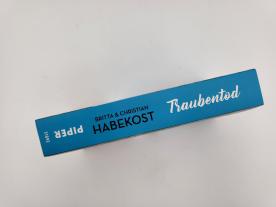 BRITTA & CHRISTIAN
HABEKOST
Traubentod
PIPER